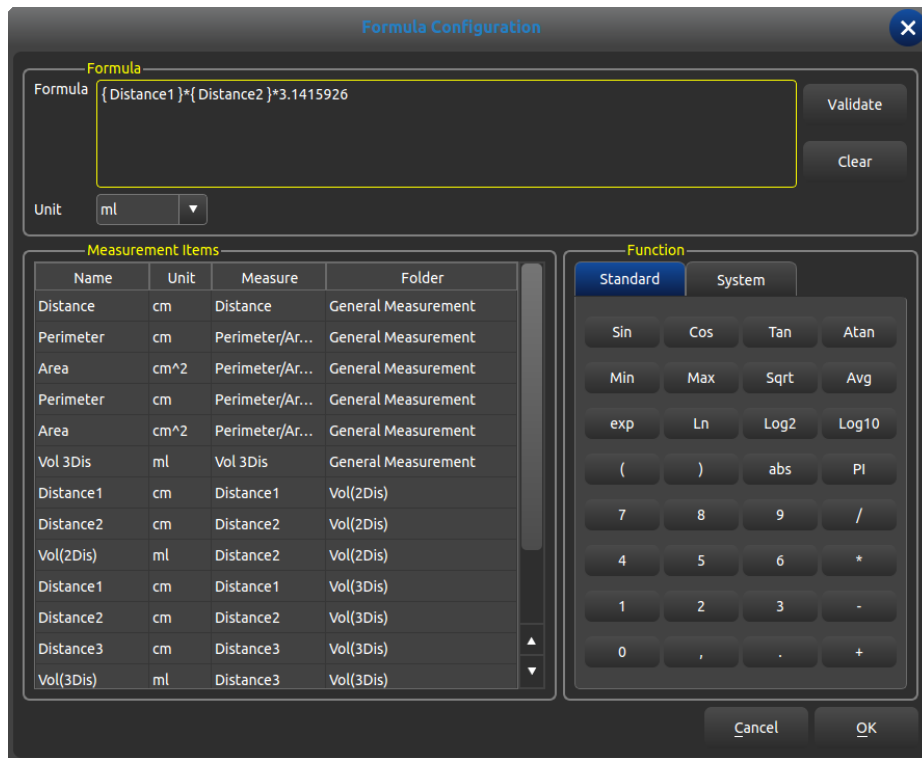 Formula Configuration
Formula
Formula { Distance1 }*{ Distance2 }*3.1415926
Validate
Clear
Unit ml
Measurement Items
Name Unit Measure Folder
Distance cm Distance General Measurement
Perimeter cm Perimeter/Ar... General Measurement
Area cm^2 Perimeter/Ar... General Measurement
Perimeter cm Perimeter/Ar... General Measurement
Area cm^2 Perimeter/Ar... General Measurement
Vol 3Dis ml Vol 3Dis General Measurement
Distance1 cm Distance1 Vol(2Dis)
Distance2 cm Distance2 Vol(2Dis)
Vol(2Dis) ml Distance2 Vol(2Dis)
Distance1 cm Distance1 Vol(3Dis)
Distance2 cm Distance2 Vol(3Dis)
Distance3 cm Distance3 Vol(3Dis)
Vol(3Dis) ml Distance3 Vol(3Dis)
Function
Standard System
Sin Cos Tan Atan
Min Max Sqrt Avg
exp Ln Log2 Log10
( ) abs PI
7 8 9 /
4 5 6 *
1 2 3 -
0 , . +
Cancel OK